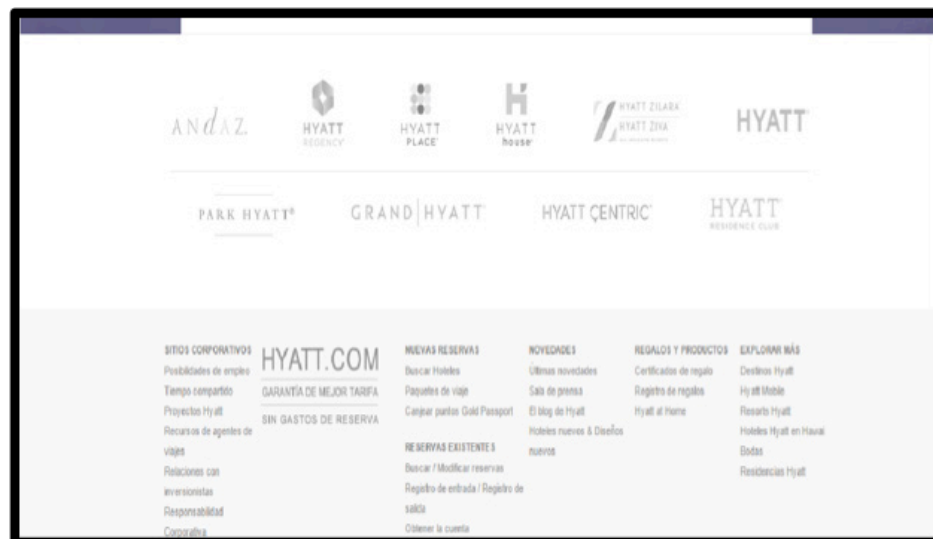 ANdAZ.
HYATT
REGENCY
HYATT
PLACE
HYATT
house
HYATT ZILARA
HYATT ZIVA
HYATT
PARK HYATT®
GRAND | HYATT
HYATT CENTRIC
HYATT
RESIDENCE CLUB
SITIOS CORPORATIVOS
Posibilidades de empleo
Tiempo compartido
Proyectos Hyatt
Recursos de agentes de
viajes
Relaciones con
inversionistas
Responsabilidad
Corporativa
HYATT.COM
GARANTÍA DE MEJOR TARIFA
SIN GASTOS DE RESERVA
NUEVAS RESERVAS
Buscar Hoteles
Paquetes de viaje
Canjear puntos Gold Passport
RESERVAS EXISTENTES
Buscar / Modificar reservas
Registro de entrada / Registro de
salida
Obtener la cuenta
NOVEDADES
Últimas novedades
Sala de prensa
El blog de Hyatt
Hoteles nuevos & Diseños
nuevos
REGALOS Y PRODUCTOS
Certificados de regalo
Registro de regalos
Hyatt at Home
EXPLORAR MÁS
Destinos Hyatt
Hyatt Mobile
Resorts Hyatt
Hoteles Hyatt en Hawai
Bodas
Residencias Hyatt